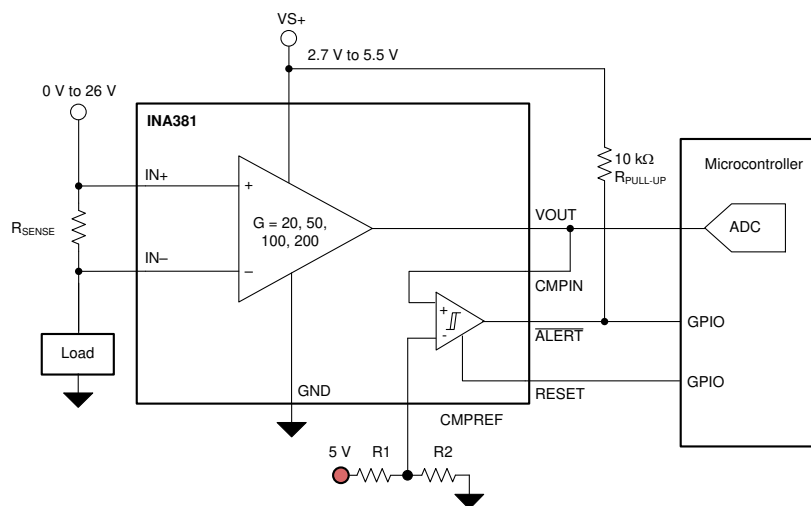 VS+
2.7 V to 5.5 V
0 V to 26 V
INA381
IN+
+
G = 20, 50,
100, 200
RSENSE
IN–
–
Load
GND
10 kΩ
RPULL-UP
Microcontroller
VOUT
ADC
CMPIN
+
-
ALERT
GPIO
RESET
GPIO
CMPREF
5 V
R1
R2